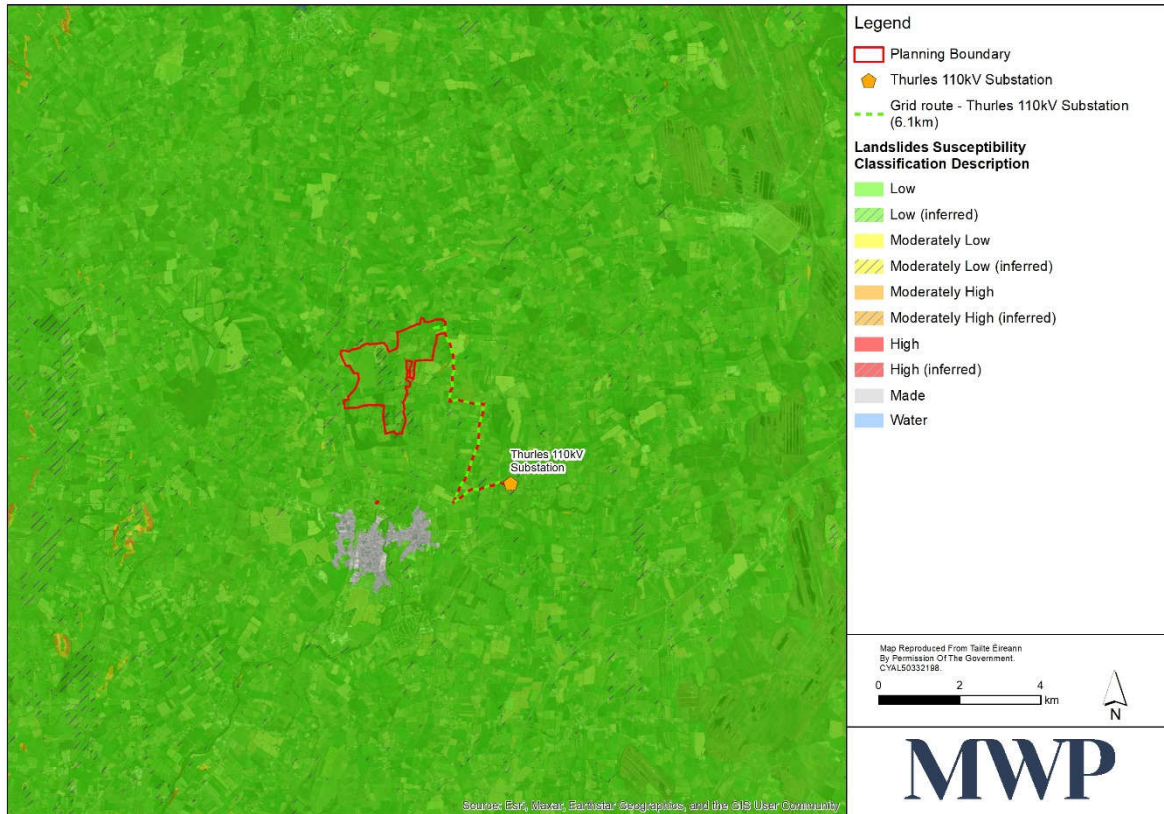 Legend
Planning Boundary
Thurles 110kV Substation
Grid route - Thurles 110kV Substation
(6.1km)
Landslides Susceptibility
Classification Description
Low
Low (inferred)
Moderately Low
Moderately Low (inferred)
Moderately High
Moderately High (inferred)
High
High (inferred)
Made
Water
Thurles 110kV
Substation
Map Reproduced From Tailte Éireann
By Permission Of The Government.
CYAL50332198.
0 2 4
km
N
MWP
Source: Esri, Maxar, Earthstar Geographics, and the GIS User Community